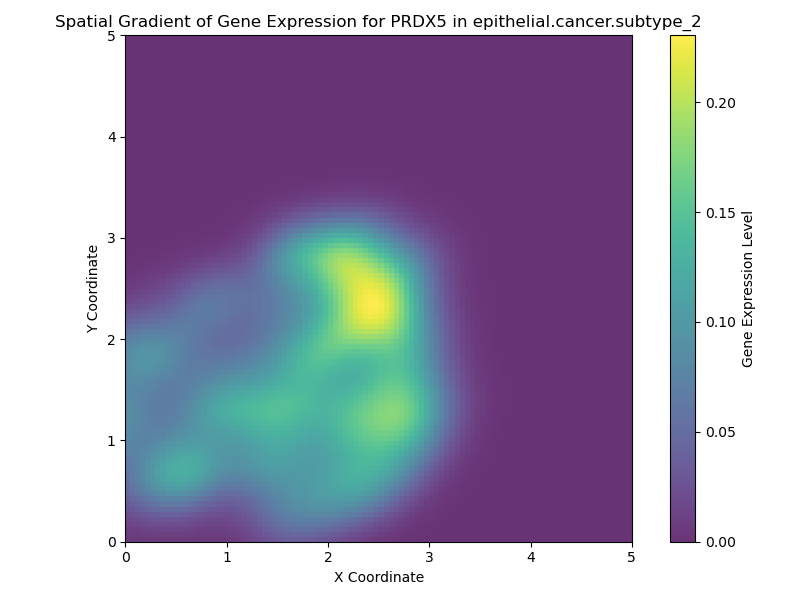 Spatial Gradient of Gene Expression for PRDX5 in epithelial.cancer.subtype_2
5
4
3
2
1
0
Y Coordinate
0 1 2 3 4 5
X Coordinate
0.20
0.15
0.10
0.05
0.00
Gene Expression Level